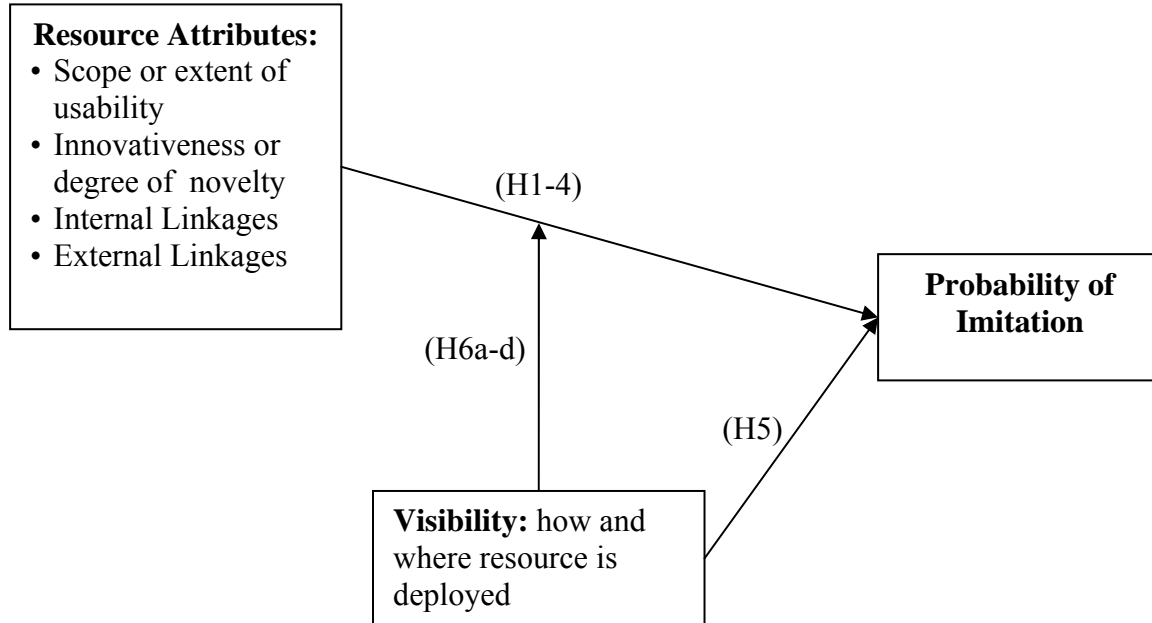 Resource Attributes:
• Scope or extent of
usability
• Innovativeness or
degree of novelty
• Internal Linkages
• External Linkages
(H1-4)
Probability of
Imitation
(H6a-d)
(H5)
Visibility: how and
where resource is
deployed